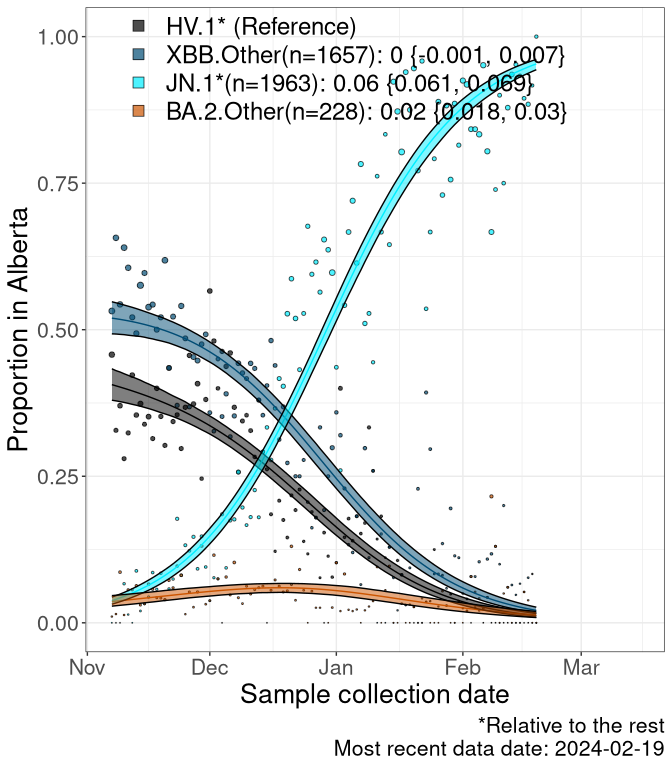 HV.1* (Reference)
XBB.Other(n=1657): 0 {-0.001, 0.007}
JN.1*(n=1963): 0.06 {0.061, 0.069}
BA.2.Other(n=228): 0.02 {0.018, 0.03}
1.00
0.75
0.50
0.25
0.00
Proportion in Alberta
Nov Dec Jan Feb Mar
Sample collection date
*Relative to the rest
Most recent data date: 2024-02-19